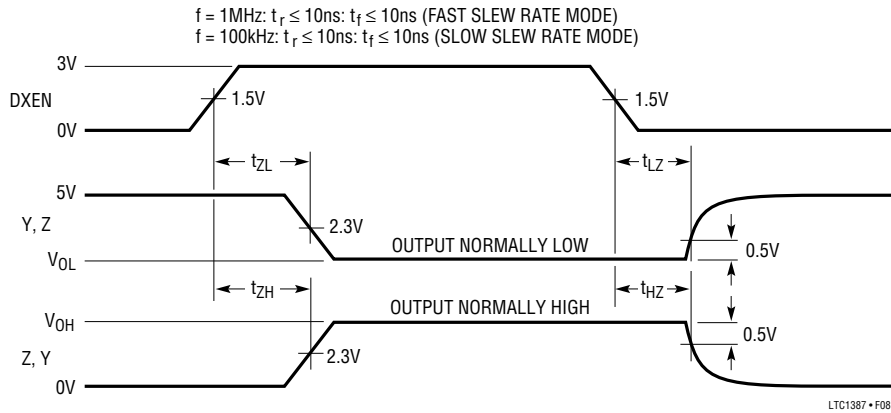 f = 1MHz: tr ≤ 10ns: tf ≤ 10ns (FAST SLEW RATE MODE)
f = 100kHz: tr ≤ 10ns: tf ≤ 10ns (SLOW SLEW RATE MODE)
3V
DXEN
1.5V
1.5V
0V
tZL
tLZ
5V
Y, Z
2.3V
OUTPUT NORMALLY LOW
0.5V
VOL
tZH
tHZ
OUTPUT NORMALLY HIGH
VOH
0.5V
Z, Y
2.3V
0V
LTC1387 • F08